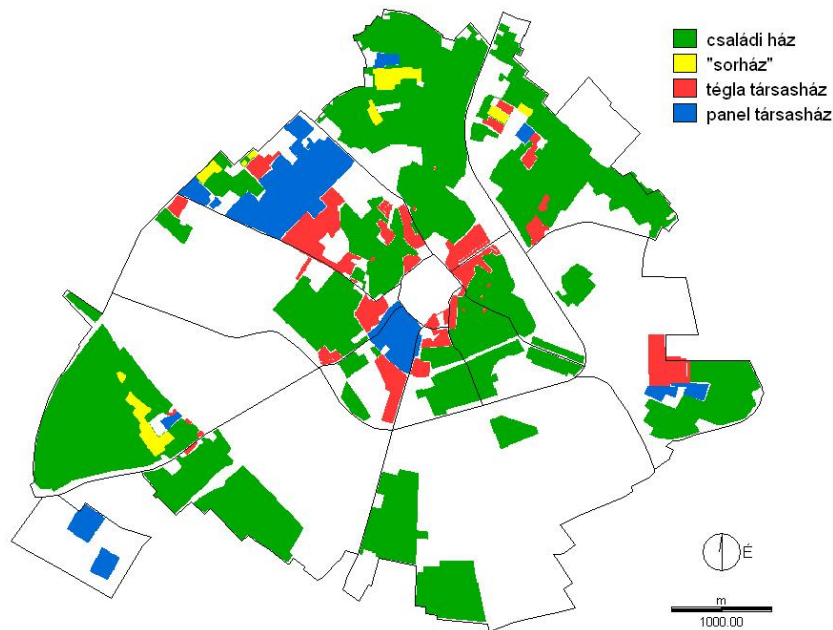 családi ház
"sorház"
tégla társasház
panel társasház
É
m
1000.00